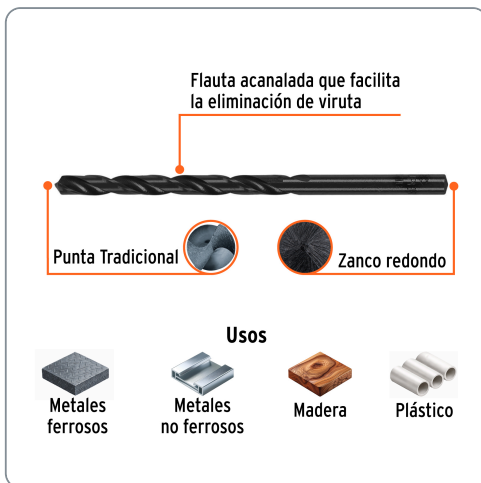 Flauta acanalada que facilita
la eliminación de viruta
Punta Tradicional
Zanco redondo
Usos
Metales
ferrosos
Metales
no ferrosos
Madera
Plástico